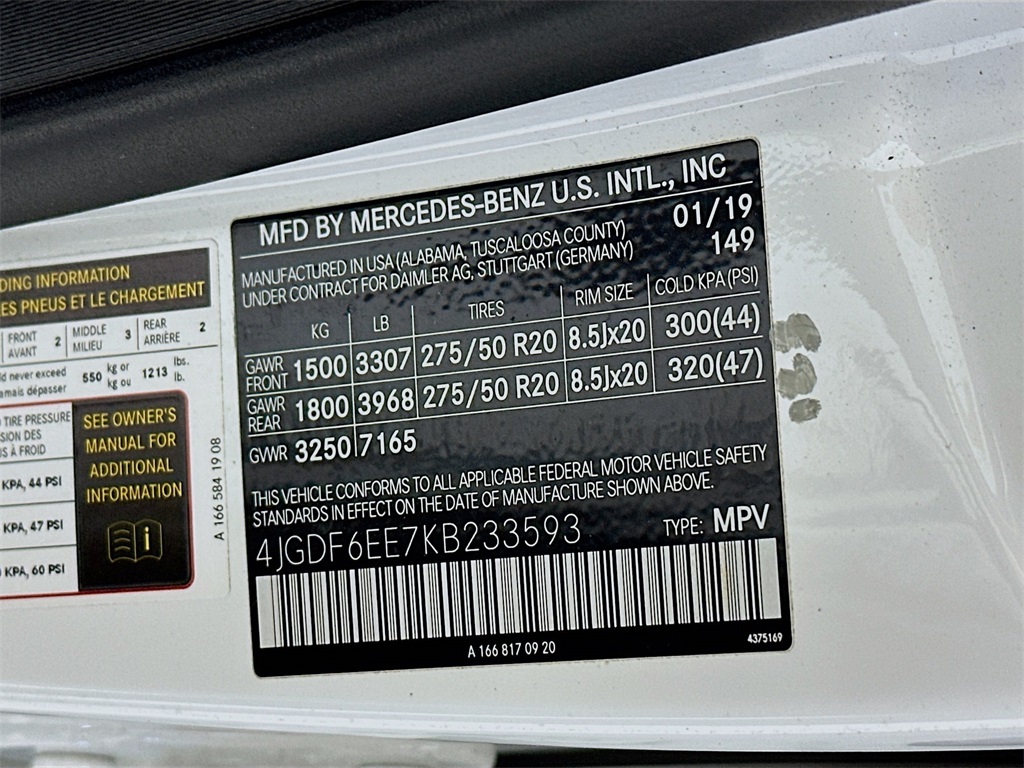 DING INFORMATION
ES PNEUS ET LE CHARGEMENT
FRONT AVANT 2 MIDDLE MILIEU 3 REAR ARRIÈRE 2
never exceed 550 kg or kg ou 1213 lbs. lb.
amais dépasser
TIRE PRESSURE
SION DES
S À FROID
KPA, 44 PSI
KPA, 47 PSI
KPA, 60 PSI
SEE OWNER'S
MANUAL FOR
ADDITIONAL
INFORMATION
i
A 166 584 19 08
MFD BY MERCEDES-BENZ U.S. INTL., INC
MANUFACTURED IN USA (ALABAMA, TUSCALOOSA COUNTY) 01/19
UNDER CONTRACT FOR DAIMLER AG, STUTTGART (GERMANY) 149
KG LB TIRES RIM SIZE COLD KPA(PSI)
GAWR FRONT 1500 3307 275/50 R20 8.5Jx20 300(44)
GAWR REAR 1800 3968 275/50 R20 8.5Jx20 320(47)
GVWR 3250 7165
THIS VEHICLE CONFORMS TO ALL APPLICABLE FEDERAL MOTOR VEHICLE SAFETY
STANDARDS IN EFFECT ON THE DATE OF MANUFACTURE SHOWN ABOVE.
4JGDF6EE7KB233593 TYPE: MPV
A 166 817 09 20
4375169